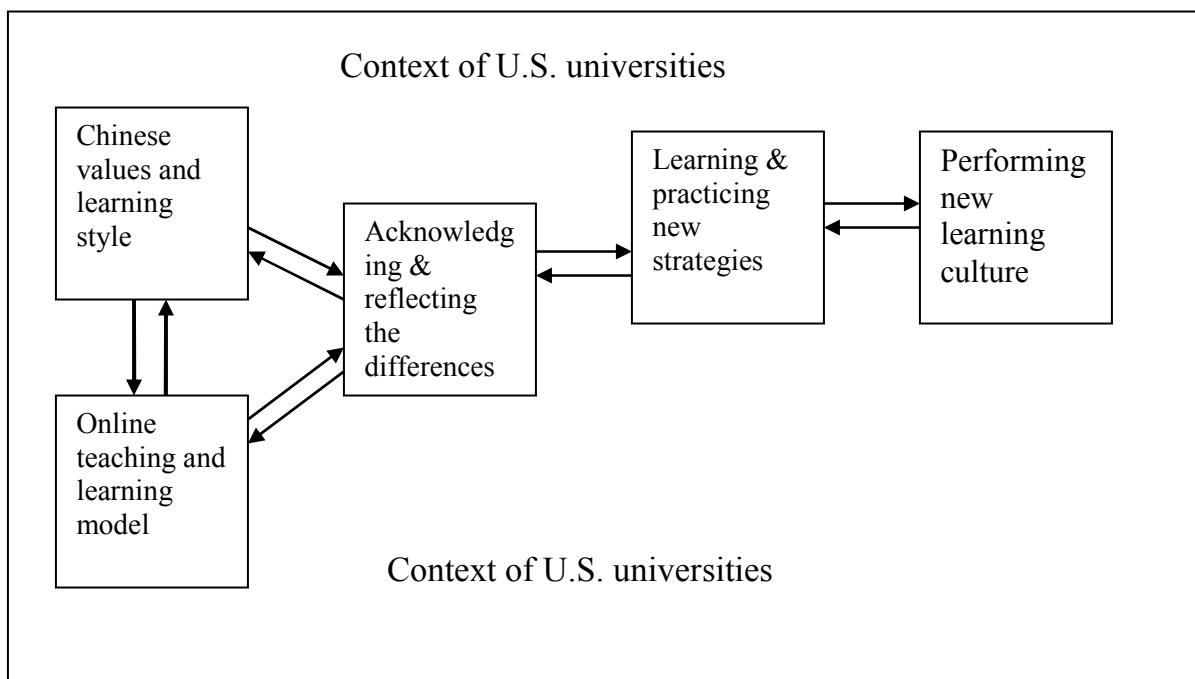 Context of U.S. universities
Chinese
values and
learning
style
Online
teaching and
learning
model
Acknowledg
ing &
reflecting
the
differences
Learning &
practicing
new
strategies
Performing
new
learning
culture
Context of U.S. universities